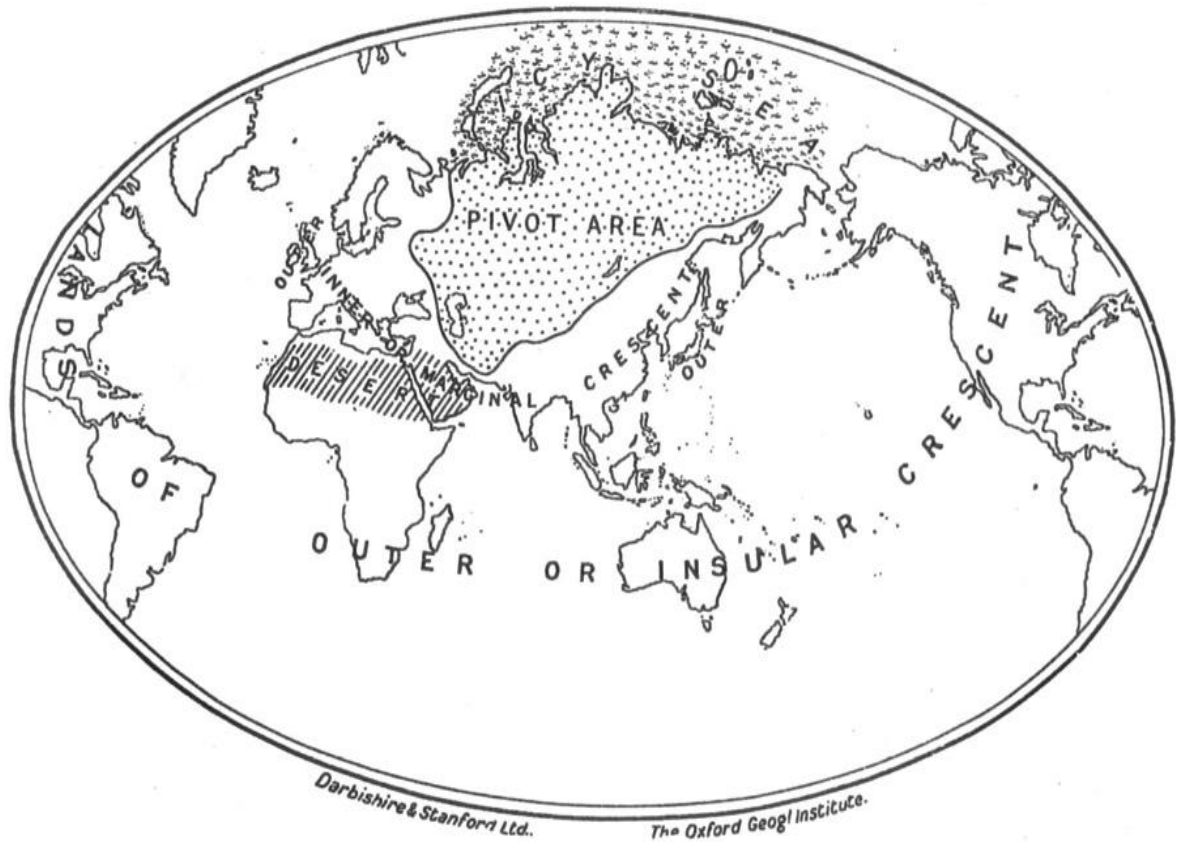 ICY SEA
PIVOT AREA
OUTER
INNER OR MARGINAL CRESCENT
OUTER
DESERT
LANDS OF OUTER OR INSULAR CRESCENT
Darbishire & Stanford Ltd.
The Oxford Geogl Institute.